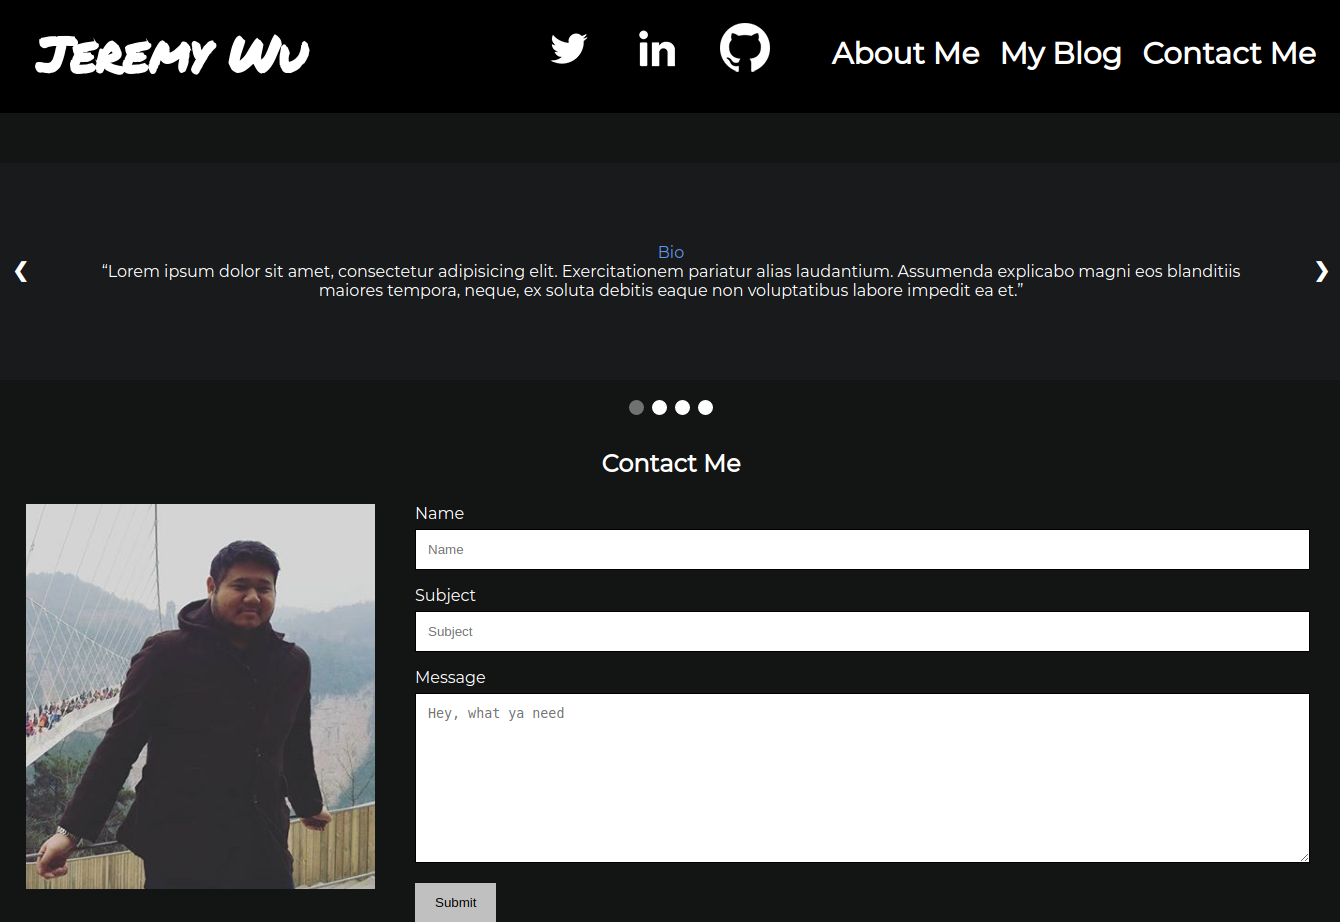 Jeremy Wu
in
About Me My Blog Contact Me
❮
Bio
“Lorem ipsum dolor sit amet, consectetur adipisicing elit. Exercitationem pariatur alias laudantium. Assumenda explicabo magni eos blanditiis
maiores tempora, neque, ex soluta debitis eaque non voluptatibus labore impedit ea et.”
❯
Contact Me
Name
Name
Subject
Subject
Message
Hey, what ya need
Submit